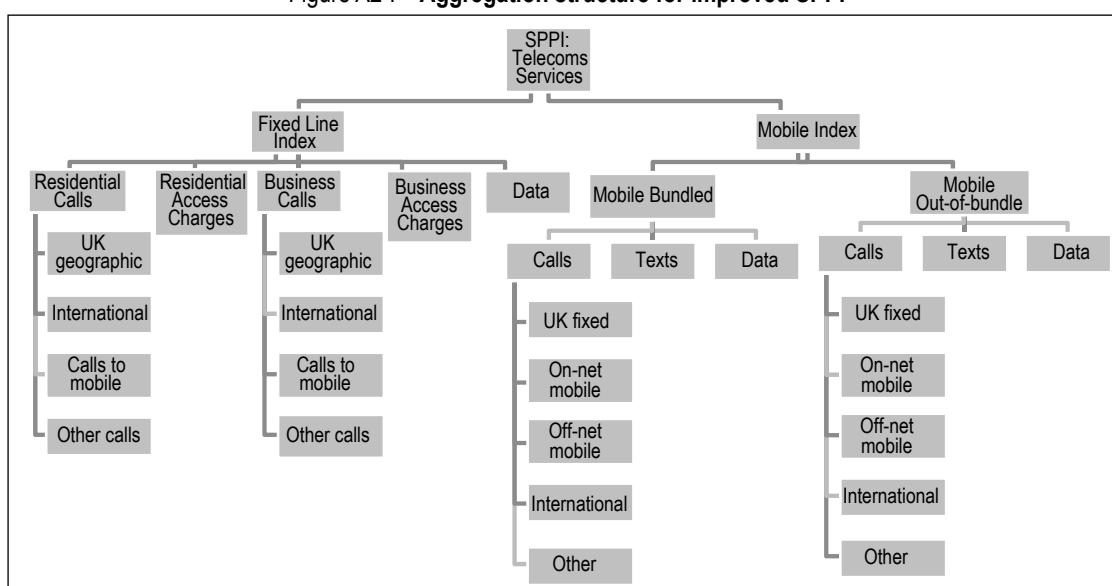 Figure Aggregation structure for improved SPPI
SPPI:
Telecoms
Services
Fixed Line
Index
Mobile Index
Residential
Calls
Residential
Access
Charges
Business
Calls
Business
Access
Charges
Data
Mobile Bundled
Mobile
Out-of-bundle
UK
geographic
International
Calls to
mobile
Other calls
UK
geographic
International
Calls to
mobile
Other calls
Calls
Texts
Data
UK fixed
On-net
mobile
Off-net
mobile
International
Other
Calls
Texts
Data
UK fixed
On-net
mobile
Off-net
mobile
International
Other